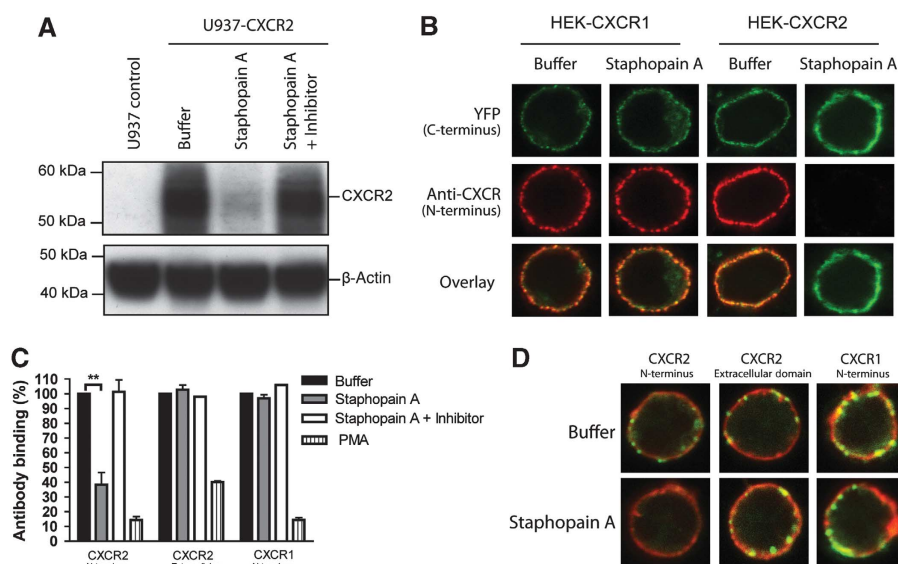 A
U937-CXCR2
U937 control
Buffer
Staphopain A
Staphopain A
+ Inhibitor
60 kDa
50 kDa
CXCR2
50 kDa
40 kDa
β-Actin
B
HEK-CXCR1
HEK-CXCR2
Buffer
Staphopain A
Buffer
Staphopain A
YFP
(C-terminus)
Anti-CXCR
(N-terminus)
Overlay
C
Antibody binding (%)
110
100
90
80
70
60
50
40
30
20
10
0
**
Buffer
Staphopain A
Staphopain A + Inhibitor
PMA
CXCR2
CXCR2
CXCR1
D
CXCR2
N-terminus
CXCR2
Extracellular domain
CXCR1
N-terminus
Buffer
Staphopain A